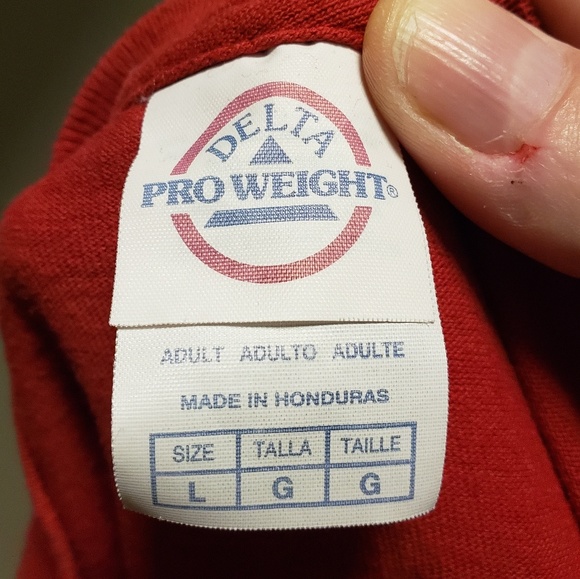 DELTA
PRO WEIGHT®
ADULT ADULTO ADULTE
MADE IN HONDURAS
SIZE TALLA TAILLE
L G G